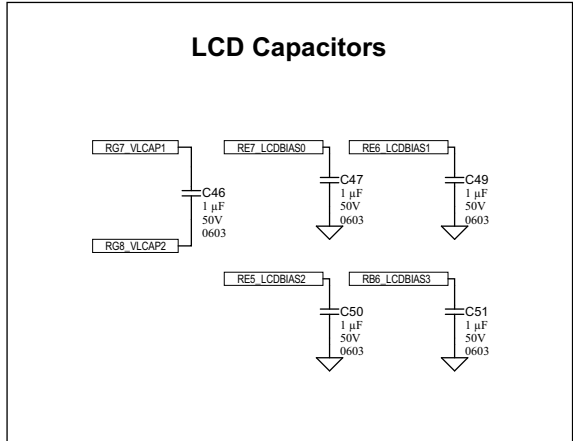 LCD Capacitors
RG7_VLCAP1
C46
1 µF
50V
0603
RG8_VLCAP2
RE7_LCDBIAS0
C47
1 µF
50V
0603
RE6_LCDBIAS1
C49
1 µF
50V
0603
RE5_LCDBIAS2
C50
1 µF
50V
0603
RB6_LCDBIAS3
C51
1 µF
50V
0603